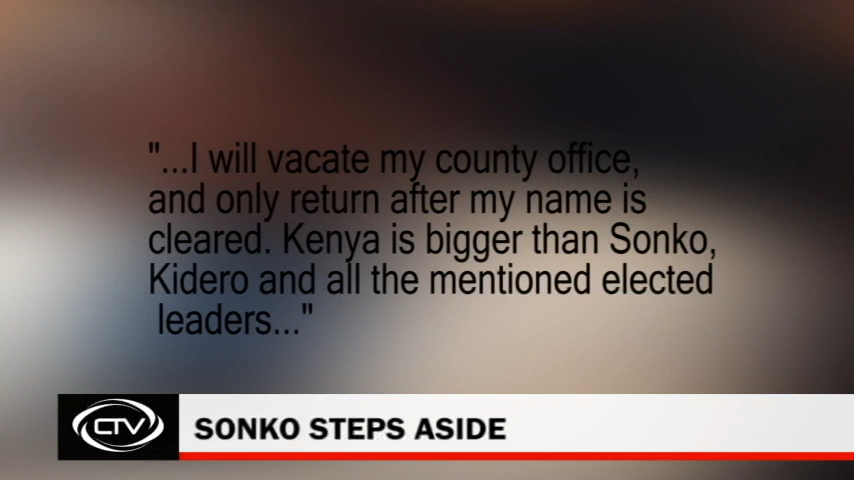 "...I will vacate my county office,
and only return after my name is
cleared. Kenya is bigger than Sonko,
Kidero and all the mentioned elected
leaders..."
CTV
SONKO STEPS ASIDE